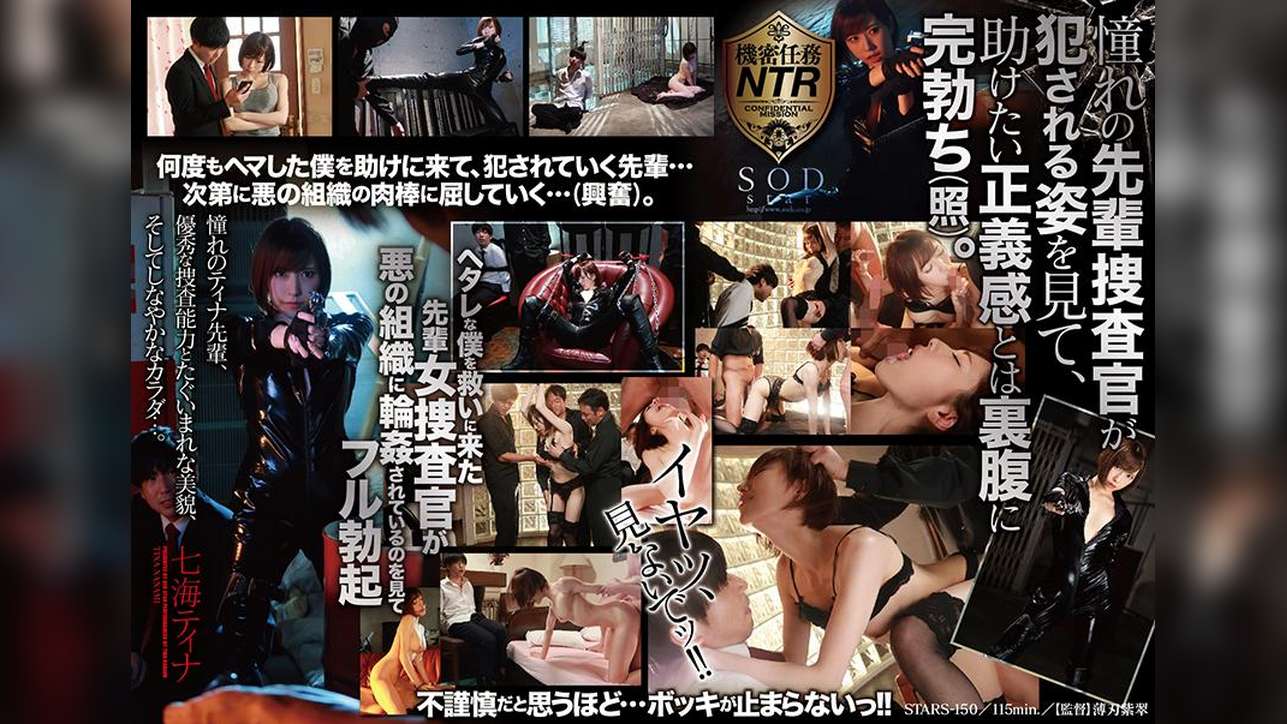 憧れの先輩捜査官が
犯される姿を見て、
助けたい正義感とは裏腹に
完勃ち(照)。
機密任務
NTR
CONFIDENTIAL
MISSION
SOD
star
何度もヘマした僕を助けに来て、犯されていく先輩…
次第に悪の組織の肉棒に屈していく…(興奮)。
ヘタレな僕を救いに来た
先輩女捜査官が
悪の組織に輪姦されているのを見て
フル勃起
憧れのティナ先輩、
優秀な捜査能力とたぐいまれな美貌、
そしてしなやかなカラダ…。
七海ティナ
TINA NANAMI
イヤッ、
見ないでッ!!
不謹慎だと思うほど…ボッキが止まらないっ!!
STARS-150/115min./【監督】薄刃紫翠